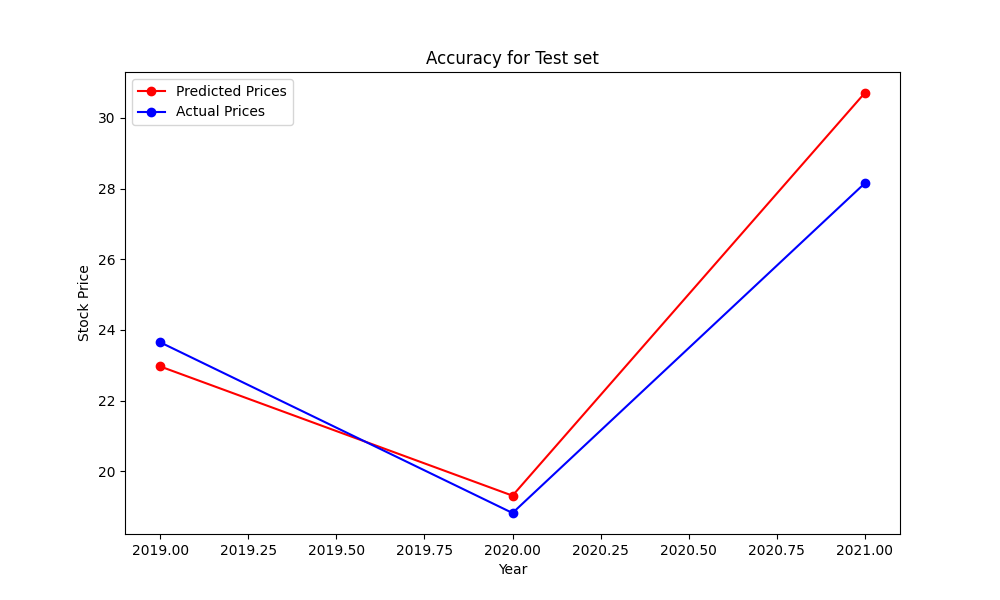 Accuracy for Test set
Predicted Prices
Actual Prices
30
28
26
24
22
20
Stock Price
2019.00 2019.25 2019.50 2019.75 2020.00 2020.25 2020.50 2020.75 2021.00
Year